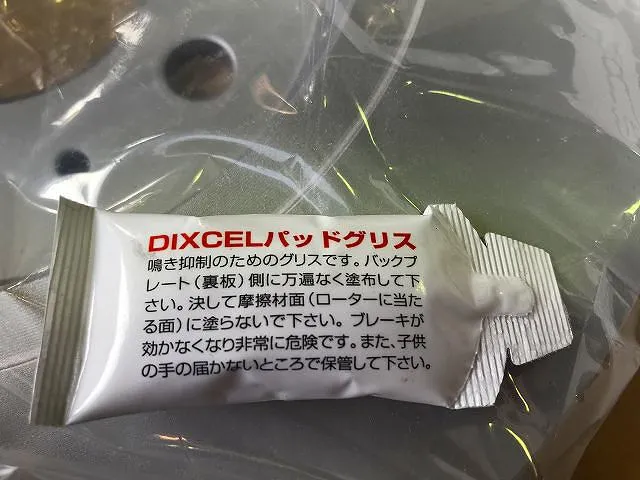 DIXCELパッドグリス
鳴き抑制のためのグリスです。バックプ
レート（裏板）側に万遍なく塗布して下
さい。決して摩擦材面（ローターに当た
る面）に塗らないで下さい。ブレーキが
効かなくなり非常に危険です。また、子供
の手の届かないところで保管して下さい。